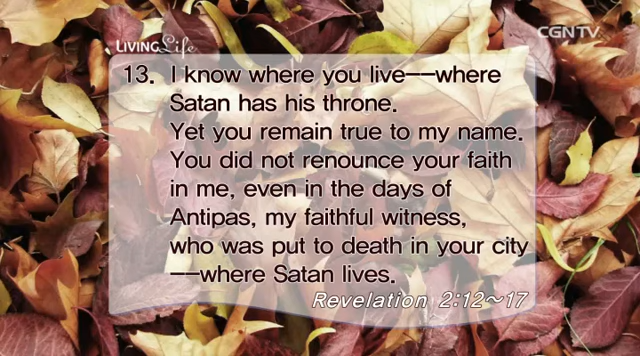 LIVINGLife
CGNTV
13. I know where you live--where
Satan has his throne.
Yet you remain true to my name.
You did not renounce your faith
in me, even in the days of
Antipas, my faithful witness,
who was put to death in your city
--where Satan lives.
Revelation 2:12~17